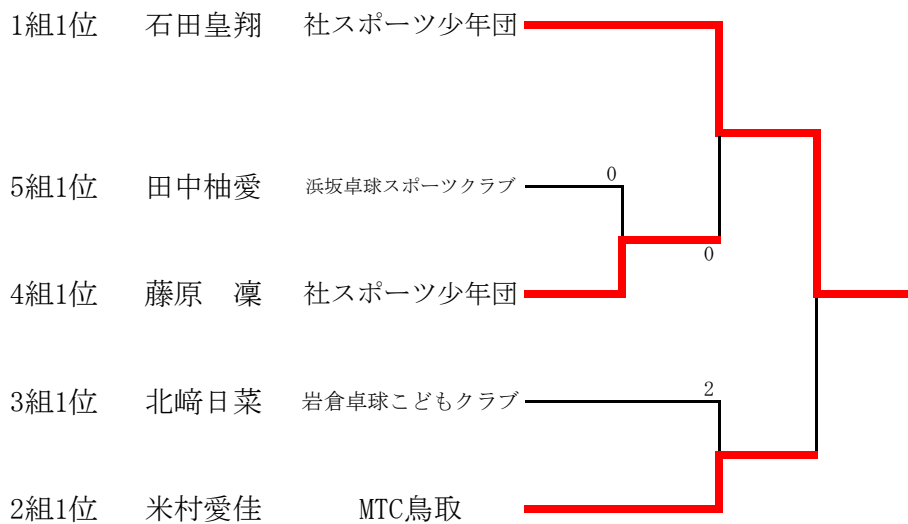 1組1位 石田皇翔 社スポーツ少年団
0
5組1位 田中柚愛 浜坂卓球スポーツクラブ
0
4組1位 藤原　凜 社スポーツ少年団
2
3組1位 北﨑日菜 岩倉卓球こどもクラブ
2組1位 米村愛佳 MTC鳥取